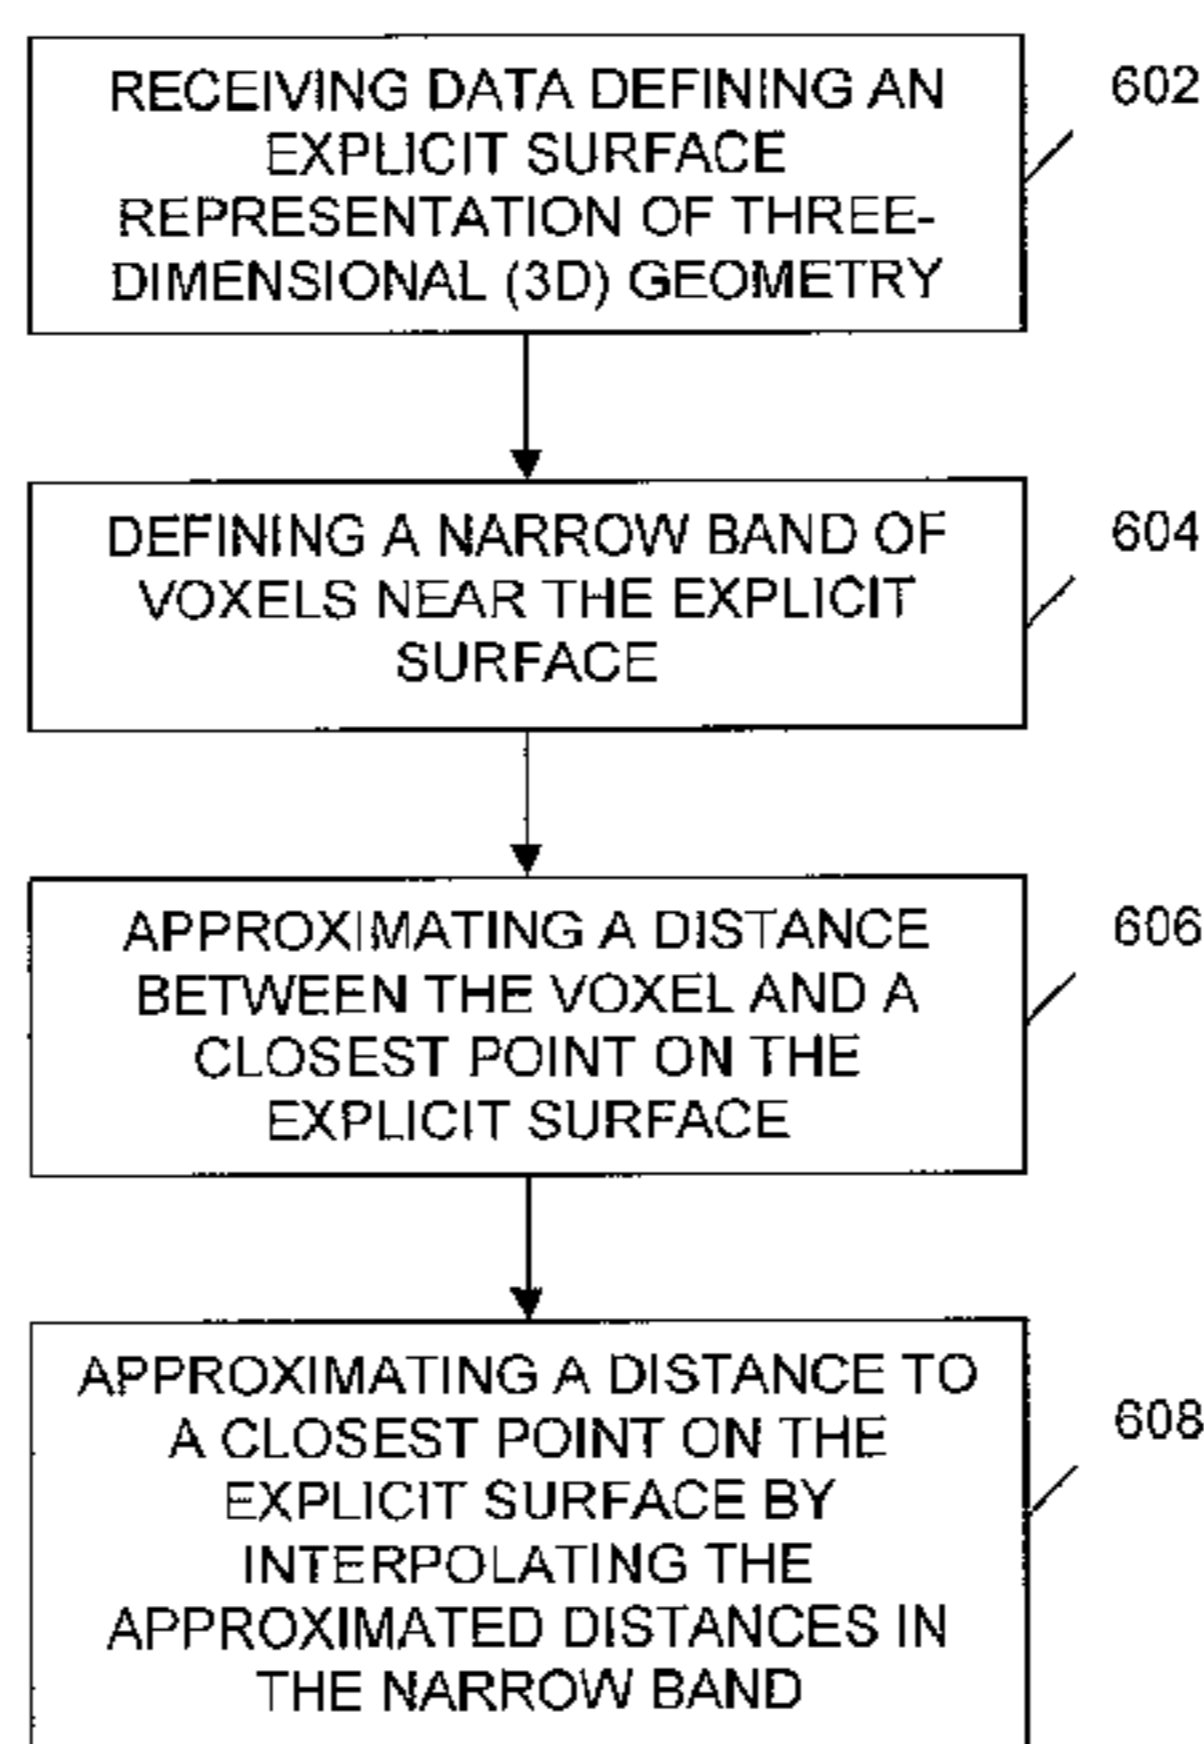 RECEIVING DATA DEFINING AN
EXPLICIT SURFACE
REPRESENTATION OF THREE-
DIMENSIONAL (3D) GEOMETRY
602
DEFINING A NARROW BAND OF
VOXELS NEAR THE EXPLICIT
SURFACE
604
APPROXIMATING A DISTANCE
BETWEEN THE VOXEL AND A
CLOSEST POINT ON THE
EXPLICIT SURFACE
606
APPROXIMATING A DISTANCE TO
A CLOSEST POINT ON THE
EXPLICIT SURFACE BY
INTERPOLATING THE
APPROXIMATED DISTANCES IN
THE NARROW BAND
608